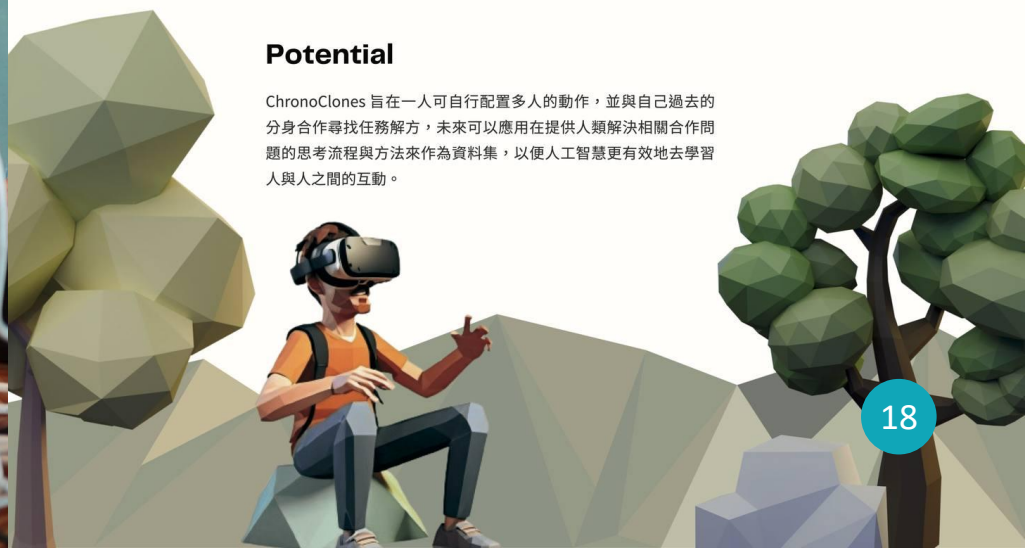 Potential
ChronoClones 旨在一人可自行配置多人的動作，並與自己過去的
分身合作尋找任務解方，未來可以應用在提供人類解決相關合作問
題的思考流程與方法來作為資料集，以便人工智慧更有效地去學習
人與人之間的互動。
18